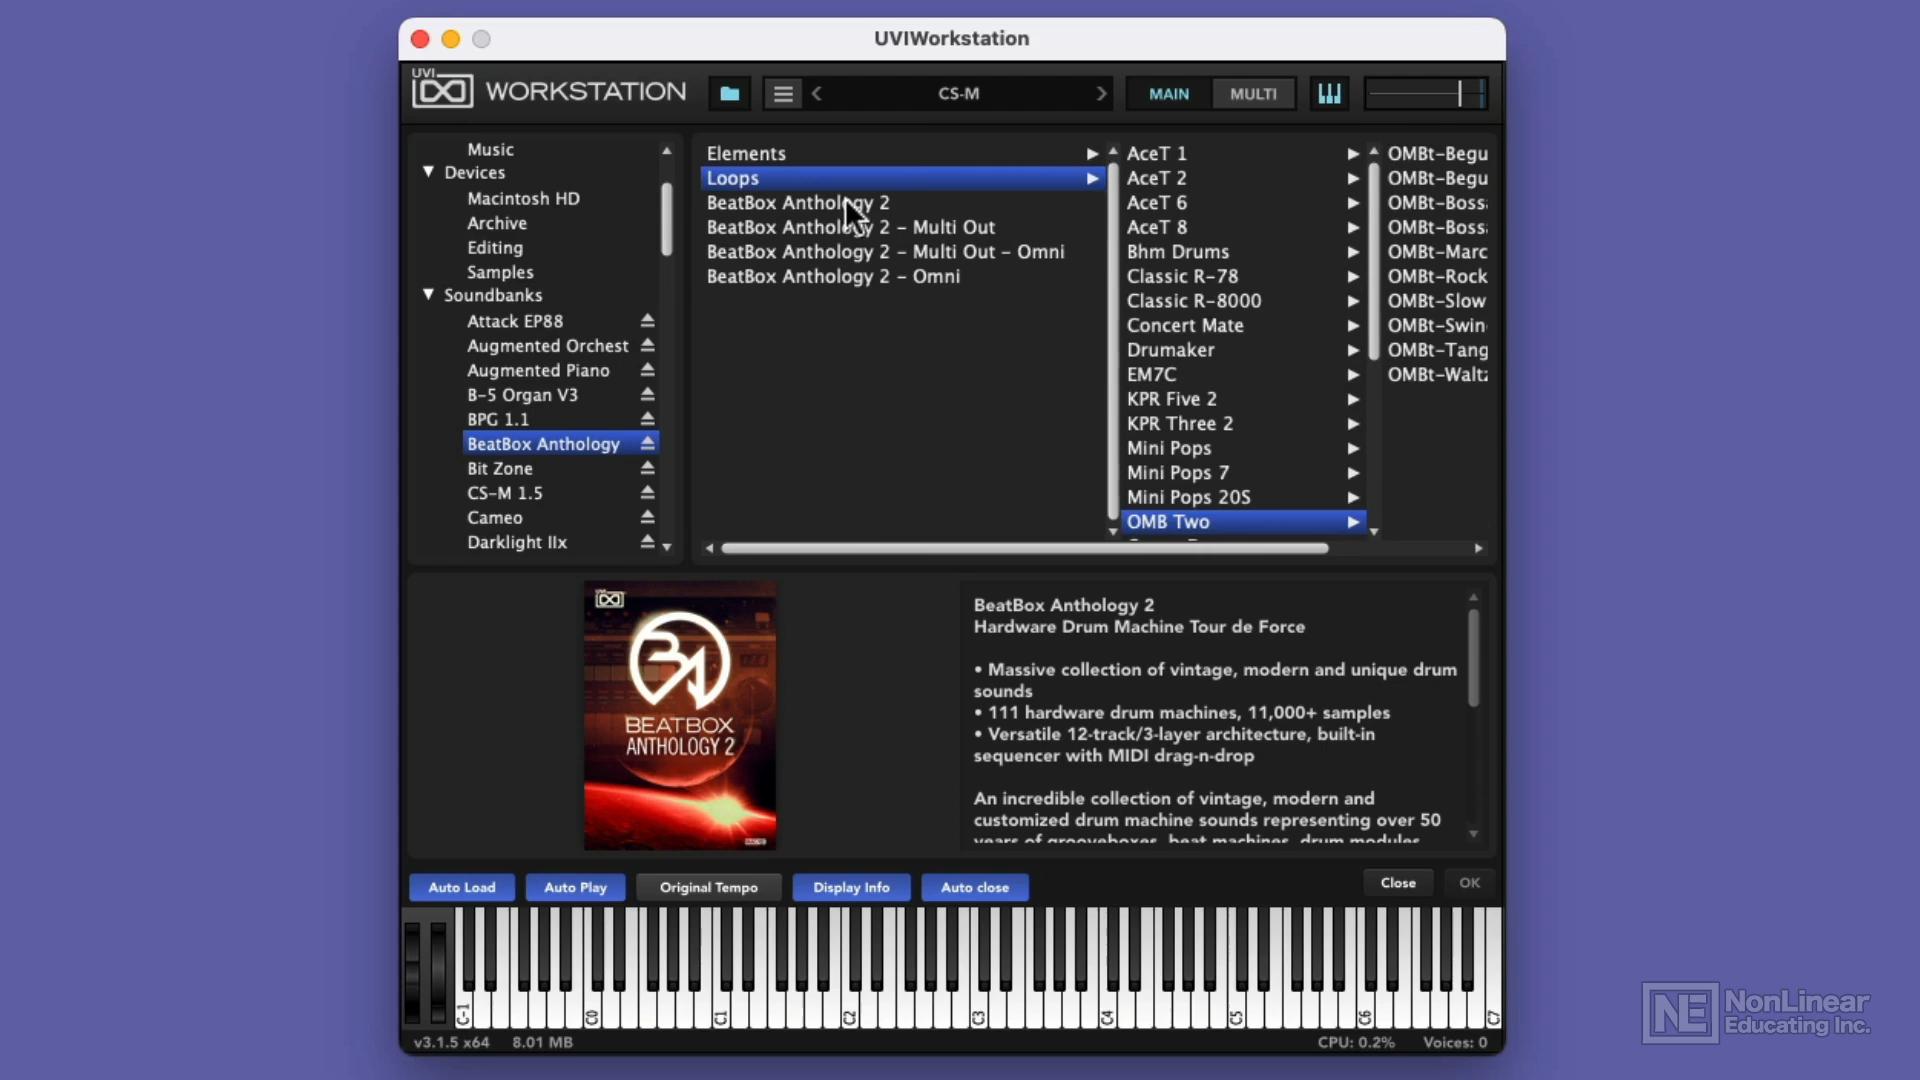 UVIWorkstation
UVI
WORKSTATION
CS-M
MAIN
MULTI
Music
Devices
Macintosh HD
Archive
Editing
Samples
Soundbanks
Attack EP88
Augmented Orchest
Augmented Piano
B-5 Organ V3
BPG 1.1
BeatBox Anthology
Bit Zone
CS-M 1.5
Cameo
Darklight IIx
Elements
Loops
BeatBox Anthology 2
BeatBox Anthology 2 – Multi Out
BeatBox Anthology 2 – Multi Out – Omni
BeatBox Anthology 2 – Omni
AceT 1
AceT 2
AceT 6
AceT 8
Bhm Drums
Classic R-78
Classic R-8000
Concert Mate
Drumaker
EM7C
KPR Five 2
KPR Three 2
Mini Pops
Mini Pops 7
Mini Pops 20S
OMB Two
OMBt-Begu
OMBt-Begu
OMBt-Boss
OMBt-Boss
OMBt-Marc
OMBt-Rock
OMBt-Slow
OMBt-Swin
OMBt-Tang
OMBt-Waltz
UVI
BEATBOX
ANTHOLOGY 2
BeatBox Anthology 2
Hardware Drum Machine Tour de Force
• Massive collection of vintage, modern and unique drum
sounds
• 111 hardware drum machines, 11,000+ samples
• Versatile 12-track/3-layer architecture, built-in
sequencer with MIDI drag-n-drop
An incredible collection of vintage, modern and
customized drum machine sounds representing over 50
years of grooveboxes, beat machines, drum modules
Auto Load
Auto Play
Original Tempo
Display Info
Auto close
Close
OK
C-1
C0
C1
C2
C3
C4
C5
C6
C7
v3.1.5 x64
8.01 MB
CPU: 0.2%
Voices: 0
NE
NonLinear
Educating Inc.